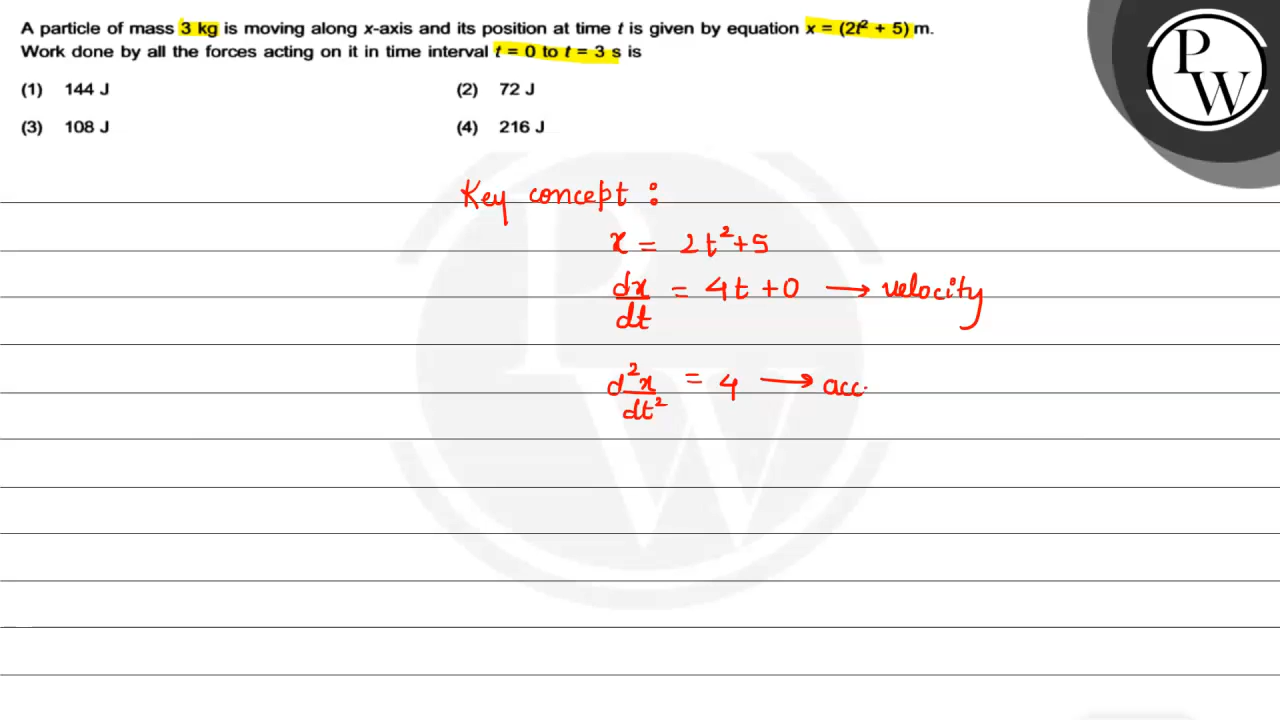 A particle of mass 3 kg is moving along x-axis and its position at time t is given by equation x = (2t² + 5) m.
Work done by all the forces acting on it in time interval t = 0 to t = 3 s is
(1) 144 J
(2) 72 J
(3) 108 J
(4) 216 J
P
W
Key concept :
x = 2t²+5
dx/dt = 4t + 0 → velocity
d²x/dt² = 4 → acc.